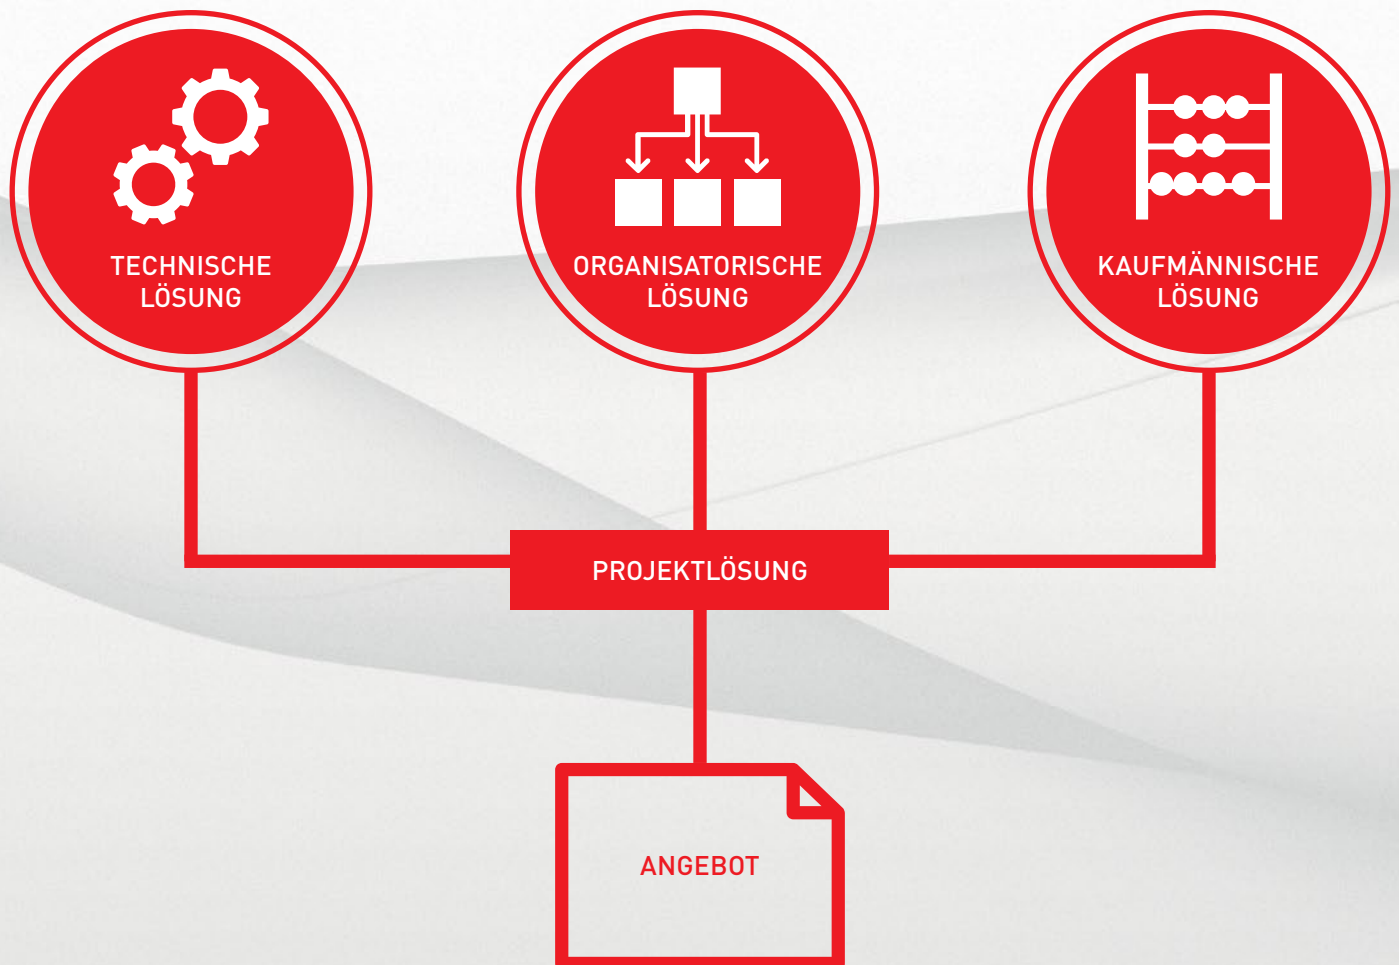 TECHNISCHE
LÖSUNG
ORGANISATORISCHE
LÖSUNG
KAUFMÄNNISCHE
LÖSUNG
PROJEKTLÖSUNG
ANGEBOT